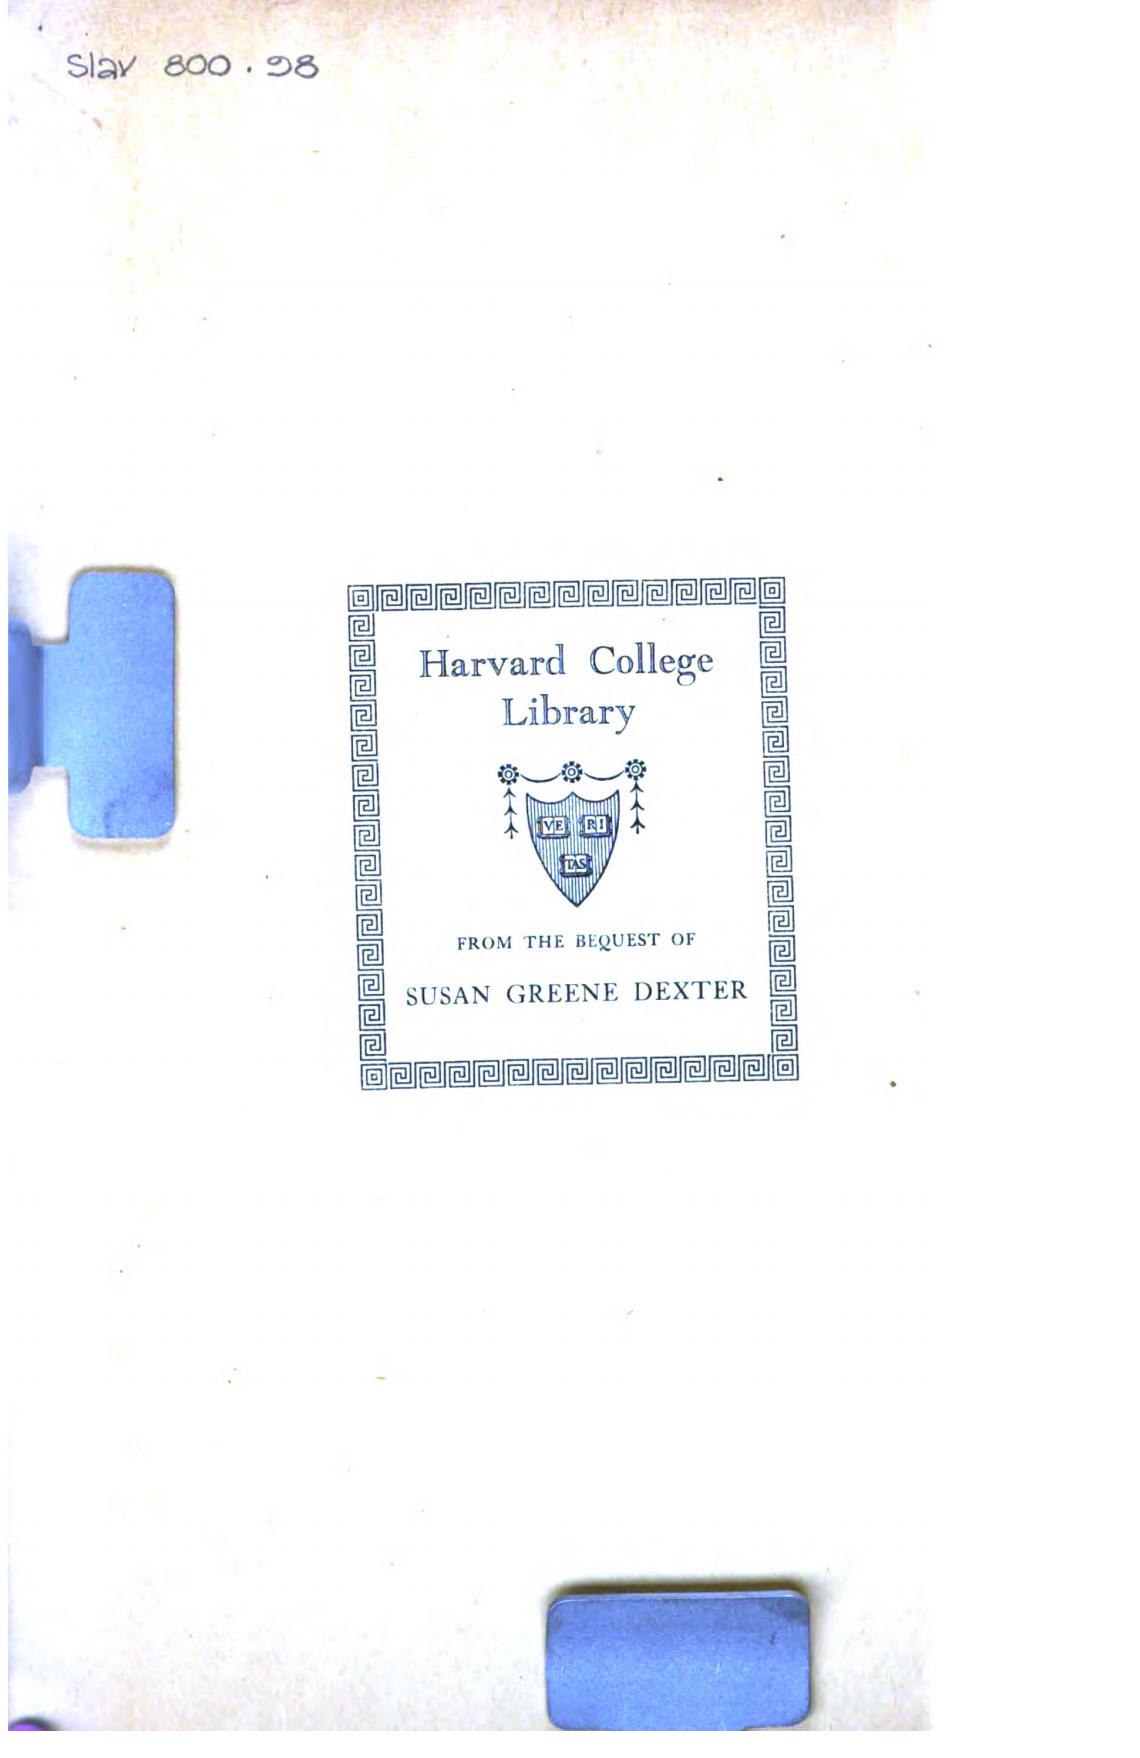 Slav 800.98
Harvard College
Library
VE RI
TAS
FROM THE BEQUEST OF
SUSAN GREENE DEXTER